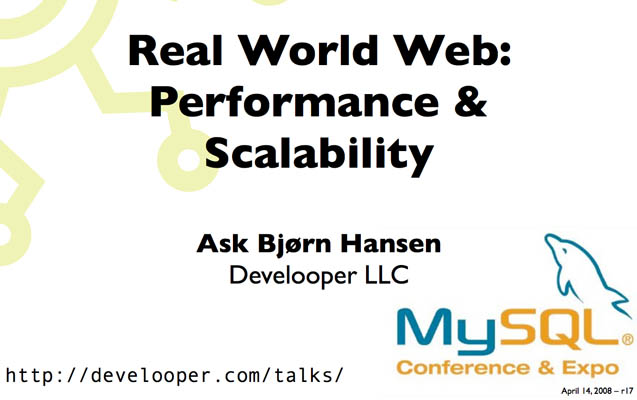 Real World Web:
Performance &
Scalability
Ask Bjørn Hansen
Develooper LLC
MySQL®
Conference & Expo
http://develooper.com/talks/
April 14, 2008 – r17